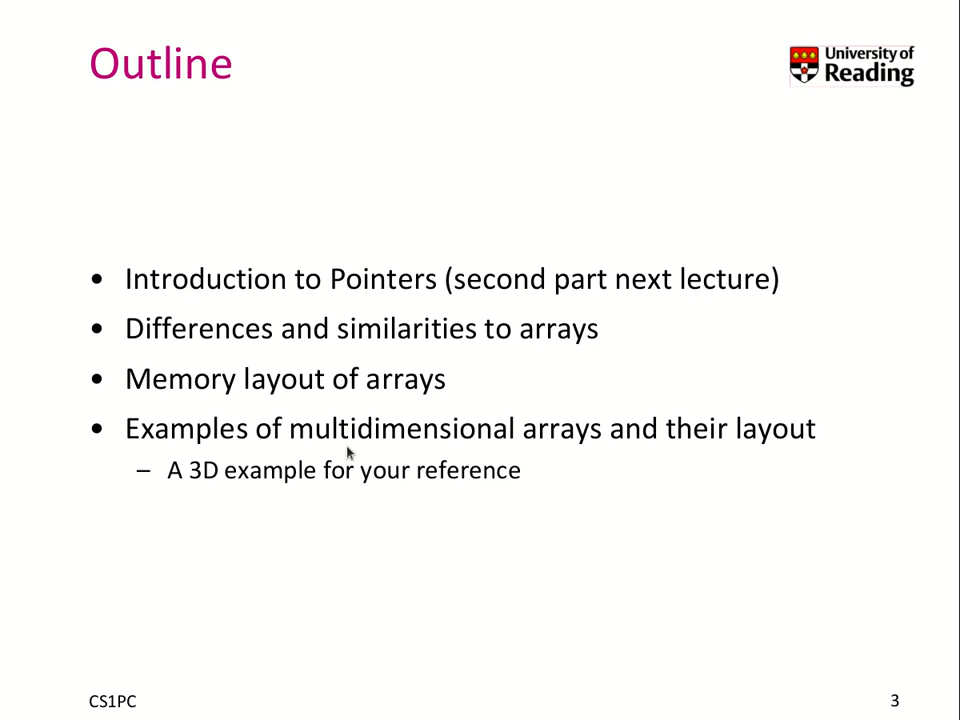 Outline
University of
Reading
• Introduction to Pointers (second part next lecture)
• Differences and similarities to arrays
• Memory layout of arrays
• Examples of multidimensional arrays and their layout
– A 3D example for your reference
CS1PC
3